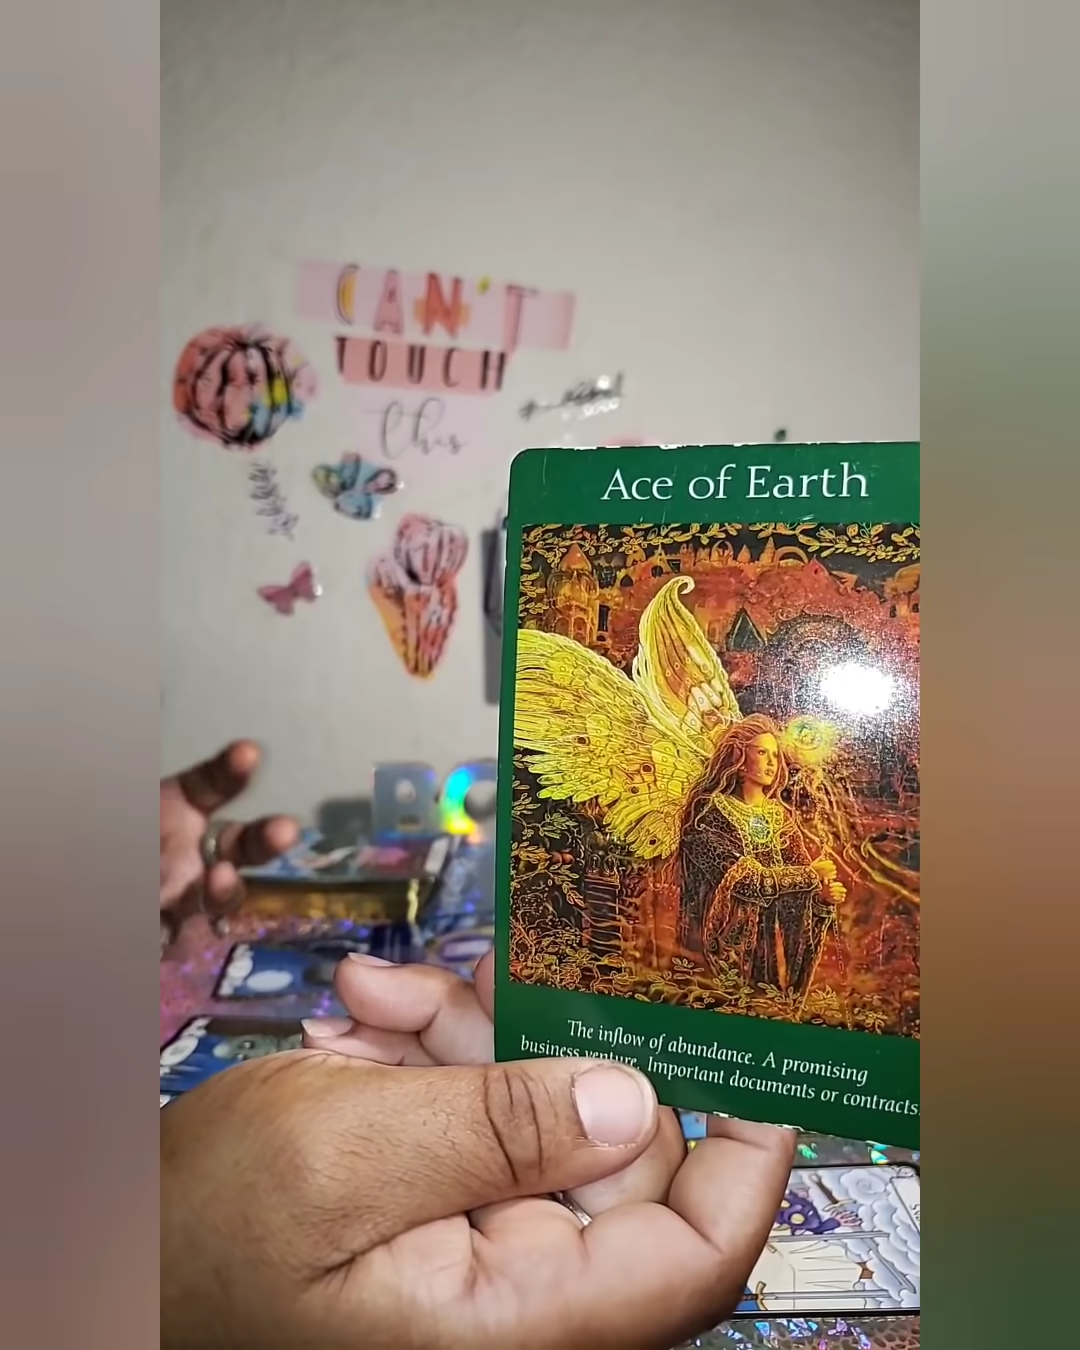 CAN'T
TOUCH
this
Ace of Earth
The inflow of abundance. A promising
business venture. Important documents or contracts.